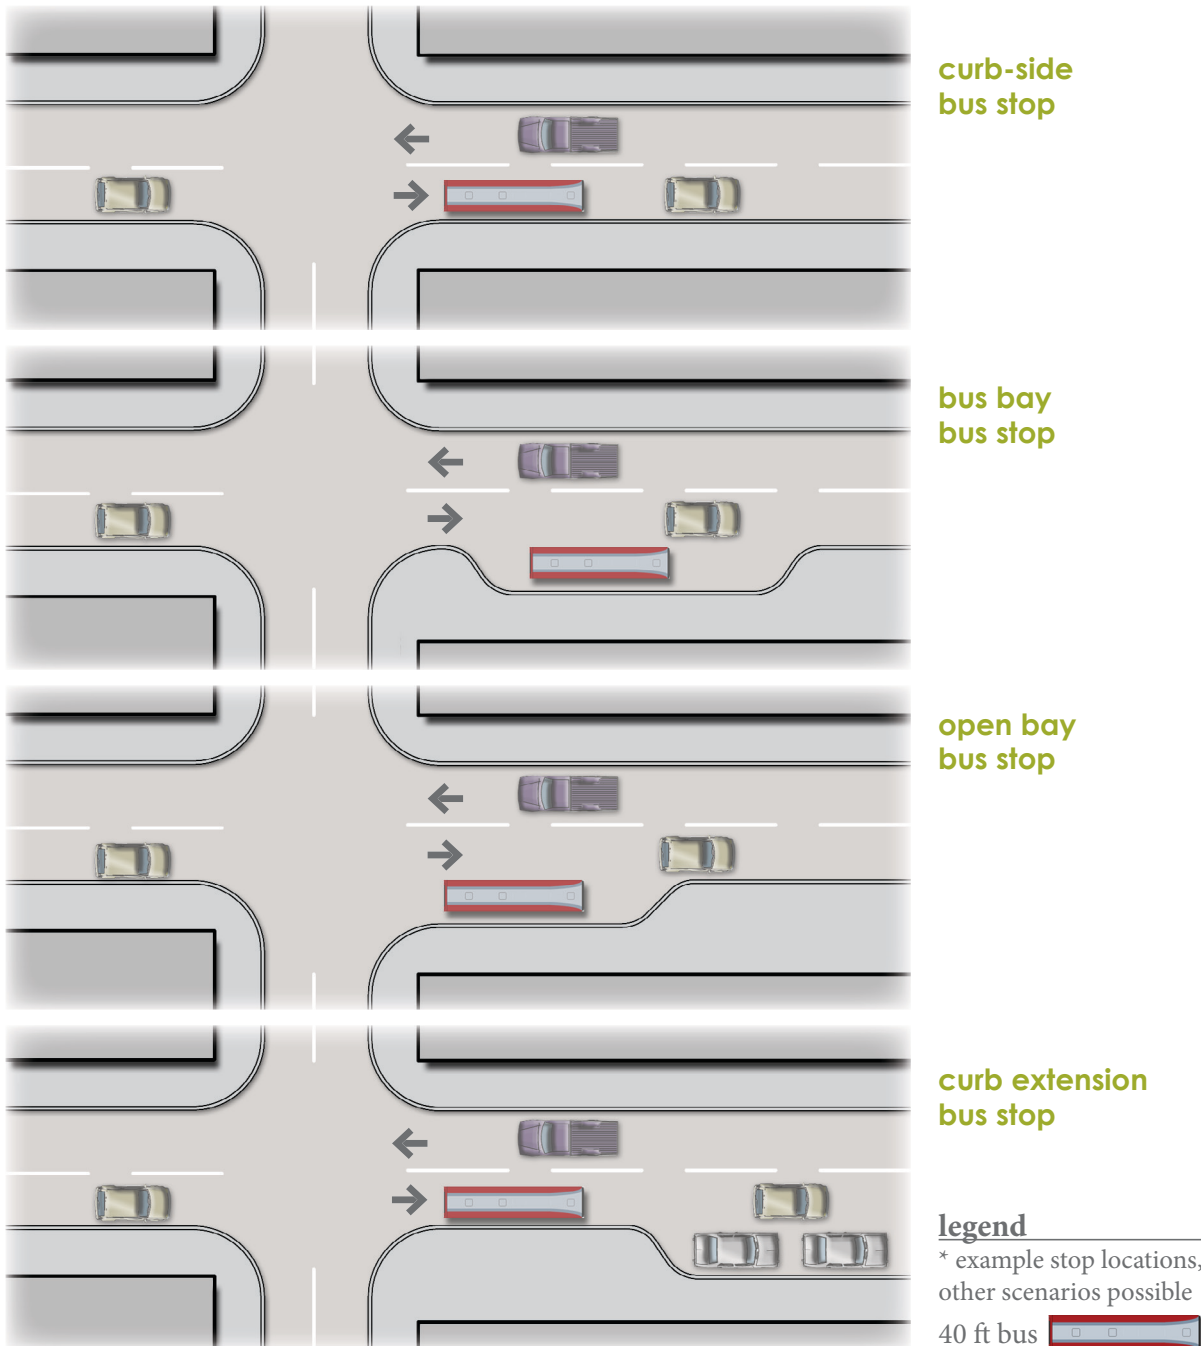 curb-side
bus stop
bus bay
bus stop
open bay
bus stop
curb extension
bus stop
legend
* example stop locations,
other scenarios possible
40 ft bus